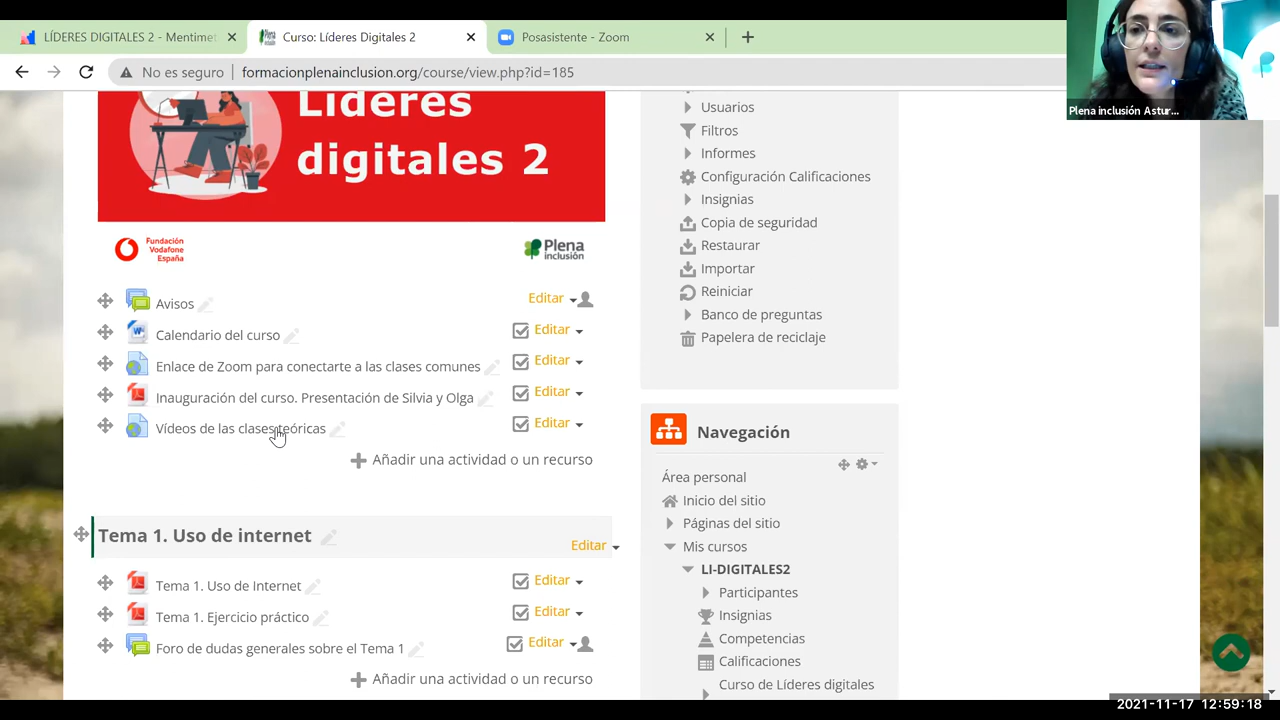 LÍDERES DIGITALES 2 - Mentimet
Curso: Líderes Digitales 2
Posasistente - Zoom
No es seguro
formacionplenainclusion.org/course/view.php?id=185
Plena inclusión Astur...
Líderes
digitales 2
Fundación
Vodafone
España
Plena
inclusión
Avisos
Editar
Calendario del curso
Editar
Enlace de Zoom para conectarte a las clases comunes
Editar
Inauguración del curso. Presentación de Silvia y Olga
Editar
Vídeos de las clases teóricas
Editar
Añadir una actividad o un recurso
Tema 1. Uso de internet
Editar
Tema 1. Uso de Internet
Editar
Tema 1. Ejercicio práctico
Editar
Foro de dudas generales sobre el Tema 1
Editar
Añadir una actividad o un recurso
Usuarios
Filtros
Informes
Configuración Calificaciones
Insignias
Copia de seguridad
Restaurar
Importar
Reiniciar
Banco de preguntas
Papelera de reciclaje
Navegación
Área personal
Inicio del sitio
Páginas del sitio
Mis cursos
LI-DIGITALES2
Participantes
Insignias
Competencias
Calificaciones
Curso de Líderes digitales
2021-11-17 12:59:18